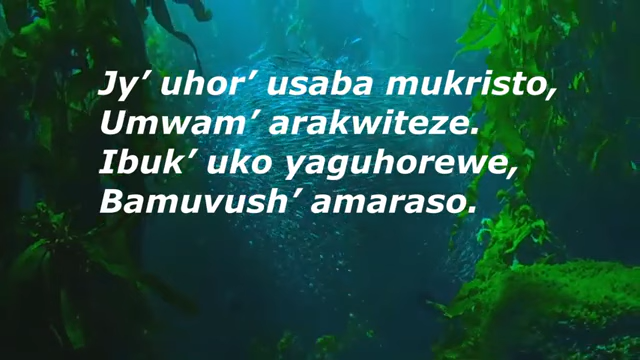 Jy’ uhor’ usaba mukristo,
Umwam’ arakwiteze.
Ibuk’ uko yaguhorewe,
Bamuvush’ amaraso.